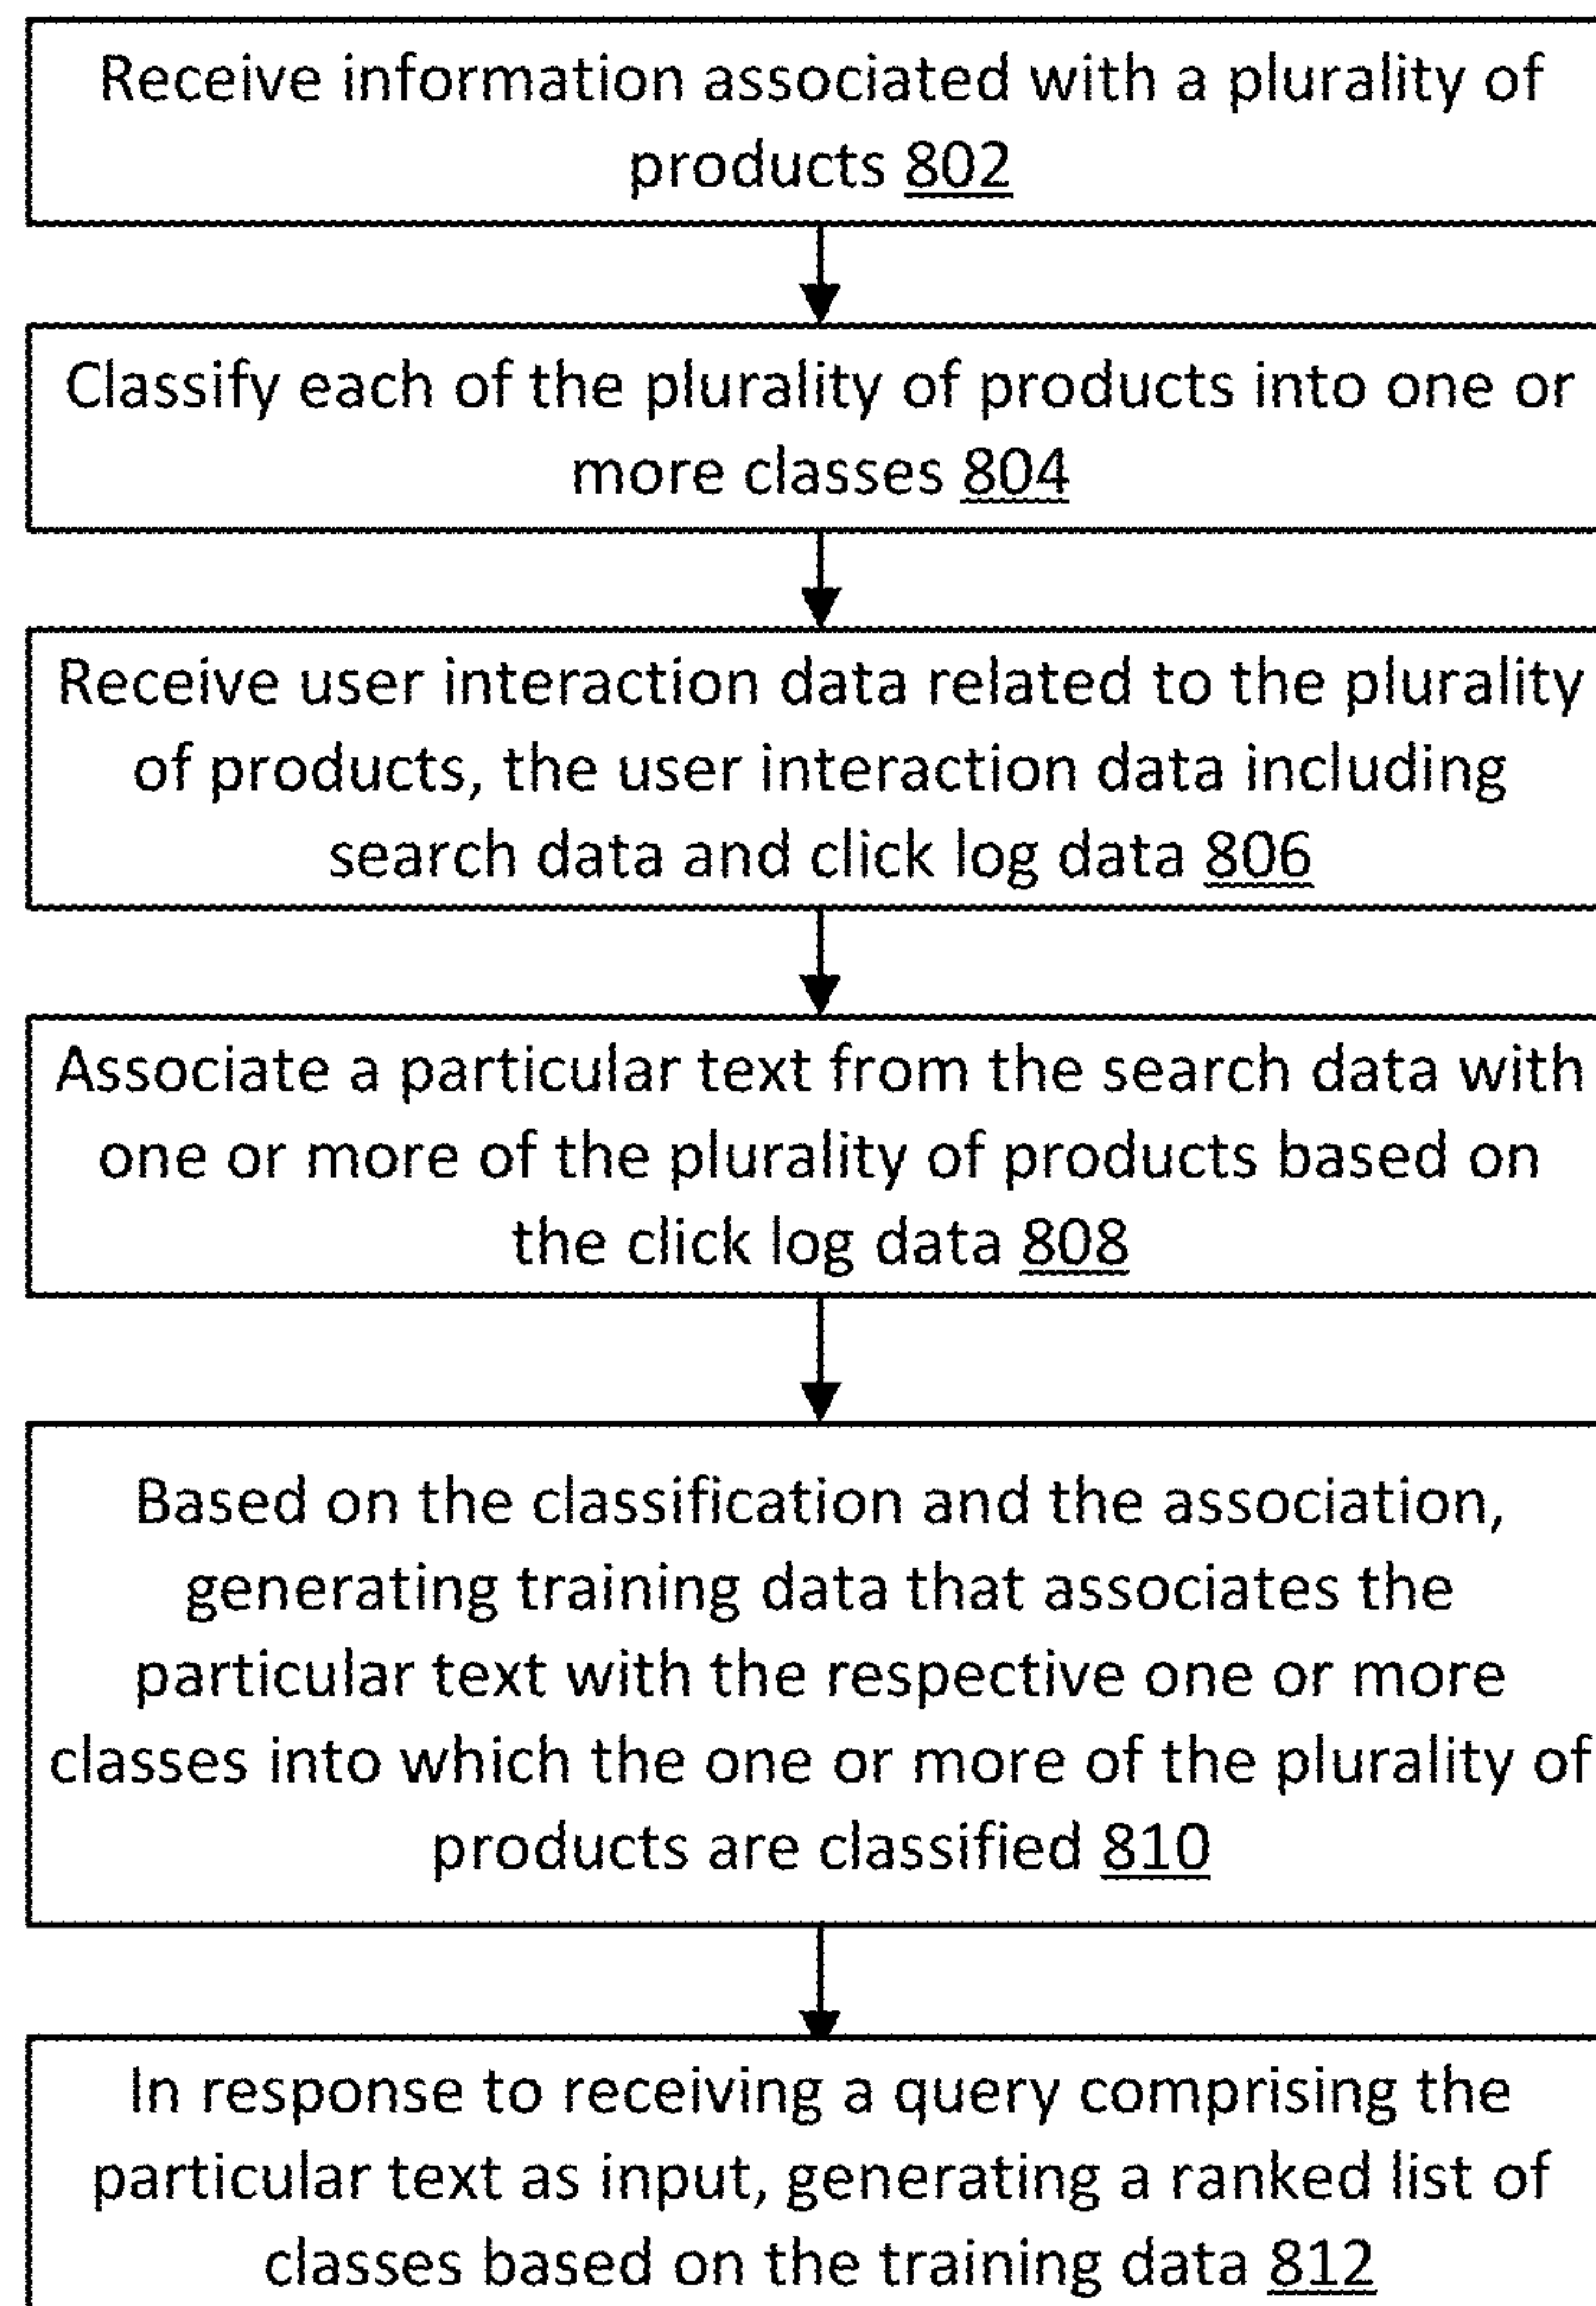 Receive information associated with a plurality of
products 802
Classify each of the plurality of products into one or
more classes 804
Receive user interaction data related to the plurality
of products, the user interaction data including
search data and click log data 806
Associate a particular text from the search data with
one or more of the plurality of products based on
the click log data 808
Based on the classification and the association,
generating training data that associates the
particular text with the respective one or more
classes into which the one or more of the plurality of
products are classified 810
In response to receiving a query comprising the
particular text as input, generating a ranked list of
classes based on the training data 812